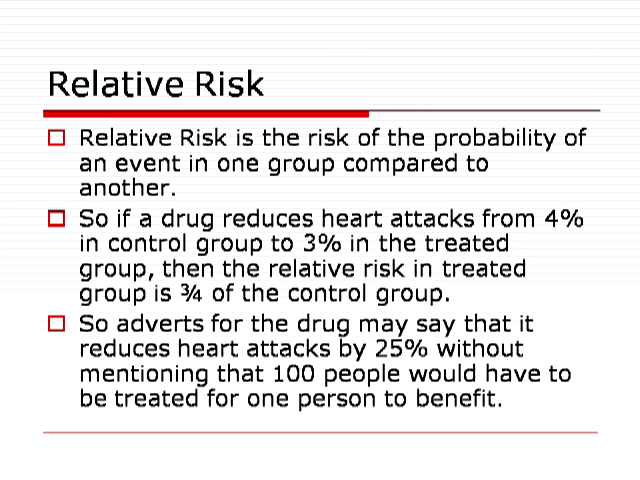 Relative Risk
Relative Risk is the risk of the probability of
an event in one group compared to
another.
So if a drug reduces heart attacks from 4%
in control group to 3% in the treated
group, then the relative risk in treated
group is ¾ of the control group.
So adverts for the drug may say that it
reduces heart attacks by 25% without
mentioning that 100 people would have to
be treated for one person to benefit.